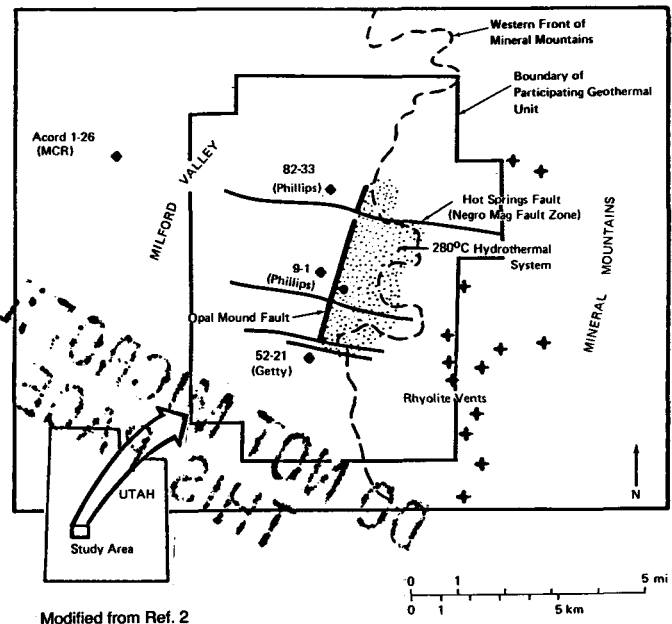 Western Front of
Mineral Mountains
Boundary of
Participating Geothermal
Unit
Acord 1-26
(MCR)
MILFORD VALLEY
82-33
(Phillips)
Hot Springs Fault
(Negro Mag Fault Zone)
280°C Hydrothermal
System
MINERAL MOUNTAINS
9-1
(Phillips)
Opal Mound Fault
52-21
(Getty)
Rhyolite Vents
UTAH
Study Area
N
0 1 5 mi
0 1 5 km
Modified from Ref. 2